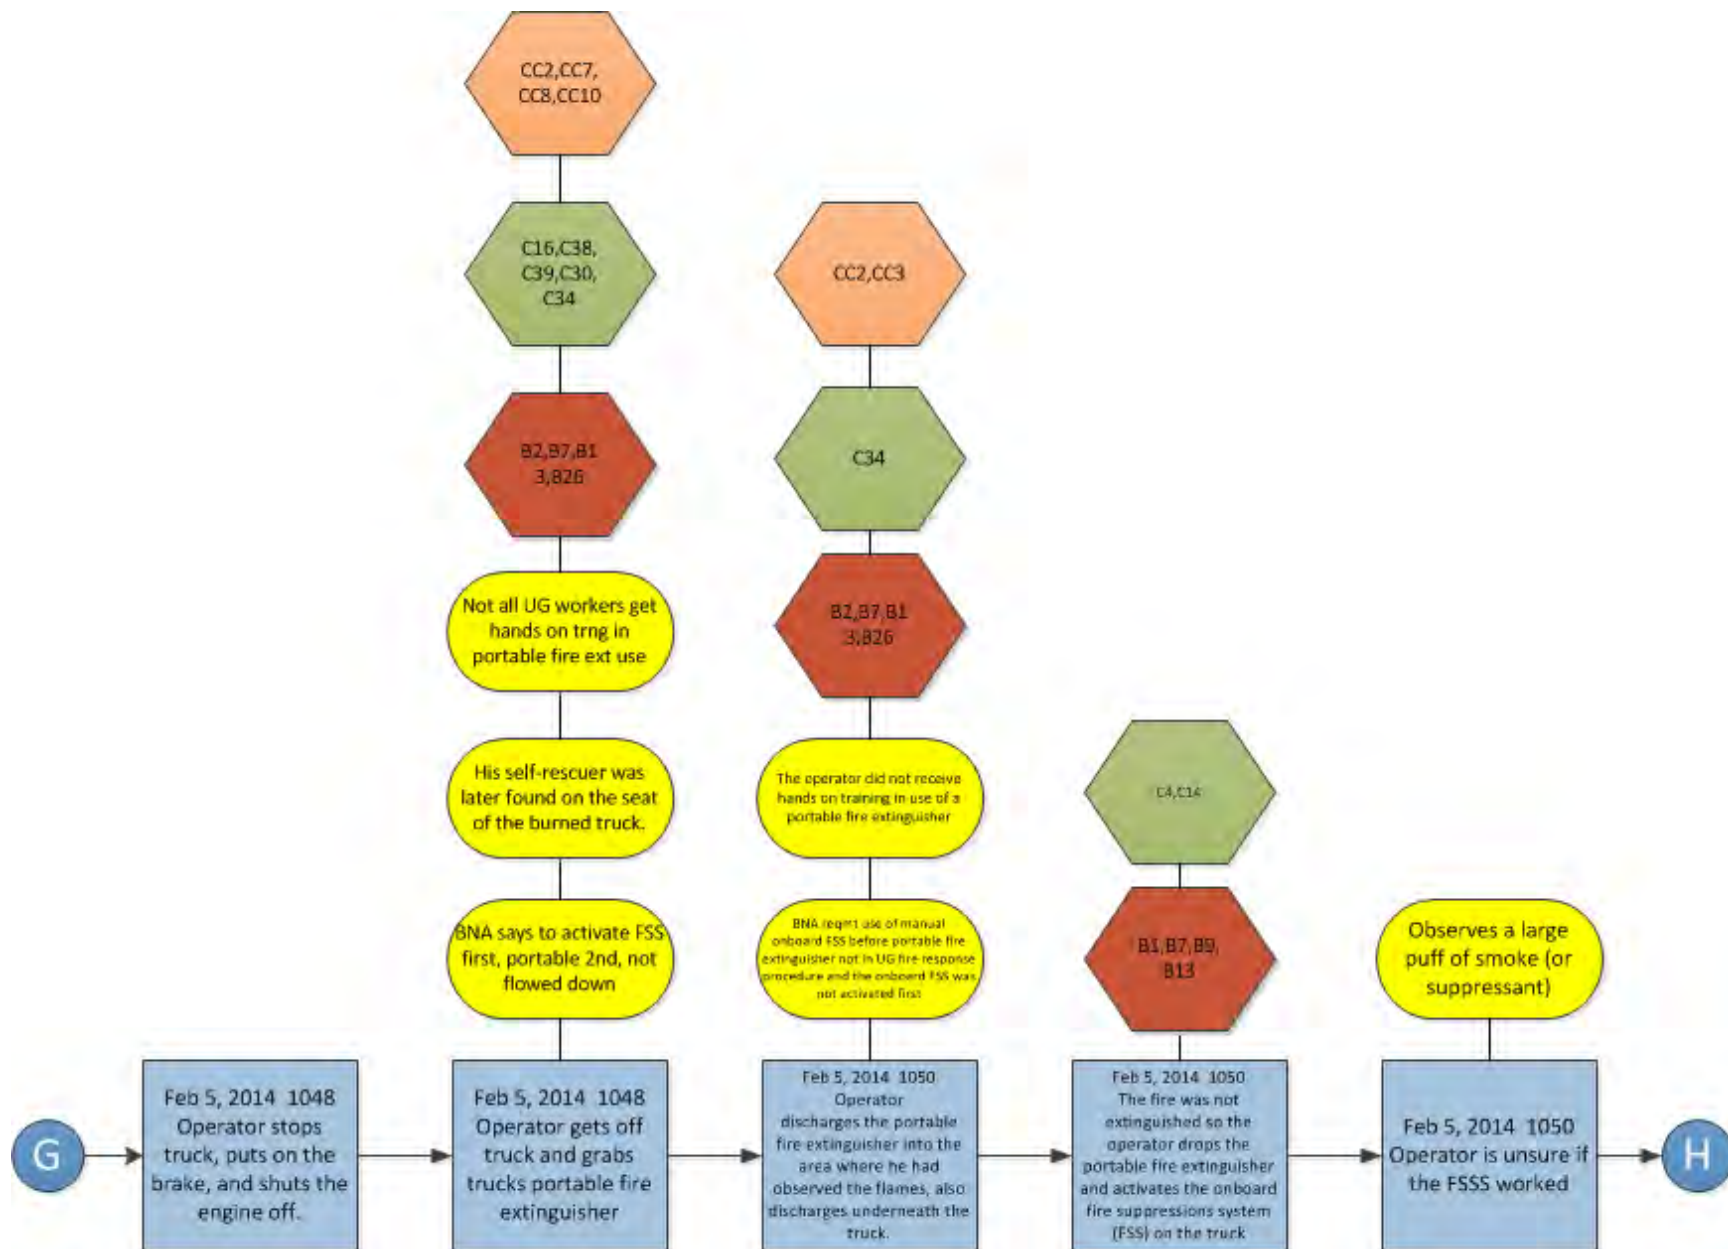 CC2,CC7,
CC8,CC10
C16,C38,
C39,C30,
C34
B2,B7,B1
3,B26
Not all UG workers get
hands on trng in
portable fire ext use
His self-rescuer was
later found on the seat
of the burned truck.
BNA says to activate FSS
first, portable 2nd, not
flowed down
CC2,CC3
C34
B2,B7,B1
3,B26
The operator did not receive
hands on training in use of a
portable fire extinguisher
BNA reqmt use of manual
onboard FSS before portable fire
extinguisher not in UG fire response
procedure and the onboard FSS was
not activated first
C4,C14
B1,B7,B9,
B13
Observes a large
puff of smoke (or
suppressant)
G
Feb 5, 2014 1048
Operator stops
truck, puts on the
brake, and shuts the
engine off.
Feb 5, 2014 1048
Operator gets off
truck and grabs
trucks portable fire
extinguisher
Feb 5, 2014 1050
Operator
discharges the portable
fire extinguisher into the
area where he had
observed the flames, also
discharges underneath the
truck.
Feb 5, 2014 1050
The fire was not
extinguished so the
operator drops the
portable fire extinguisher
and activates the onboard
fire suppressions system
(FSS) on the truck
Feb 5, 2014 1050
Operator is unsure if
the FSSS worked
H